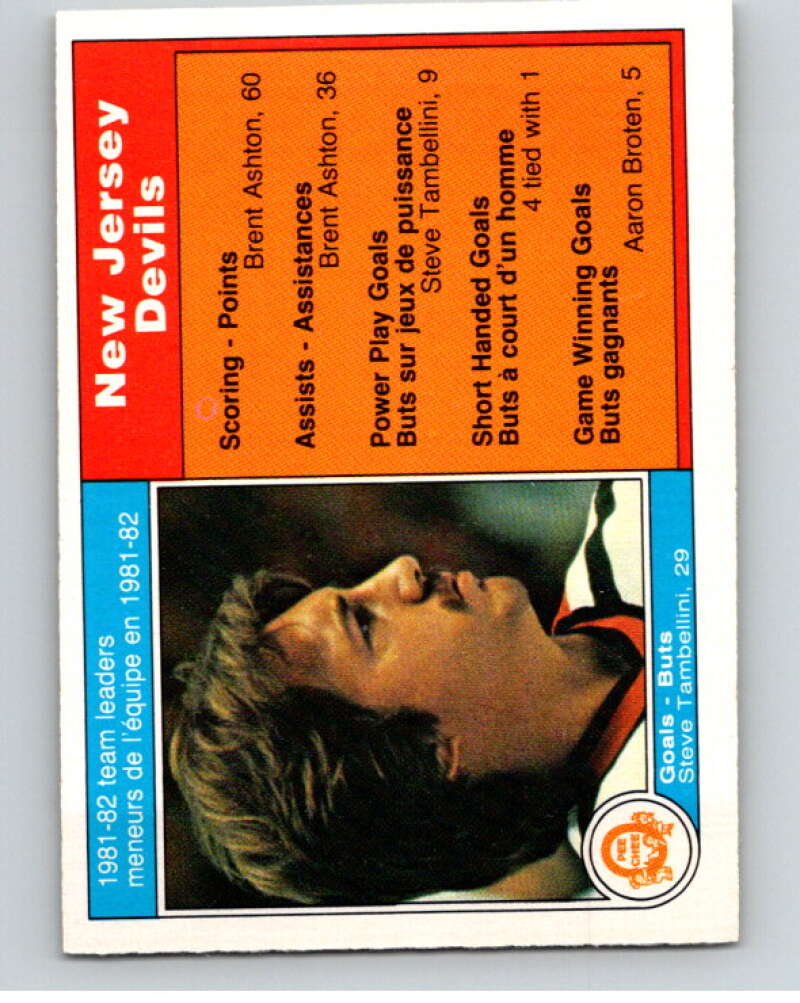 1981-82 team leaders
meneurs de l'équipe en 1981-82
New Jersey
Devils
Scoring - Points
Brent Ashton, 60
Assists - Assistances
Brent Ashton, 36
Power Play Goals
Buts sur jeux de puissance
Steve Tambellini, 9
Short Handed Goals
Buts à court d'un homme
4 tied with 1
Game Winning Goals
Buts gagnants
Aaron Broten, 5
Goals - Buts
Steve Tambellini, 29
PEE
CHEE